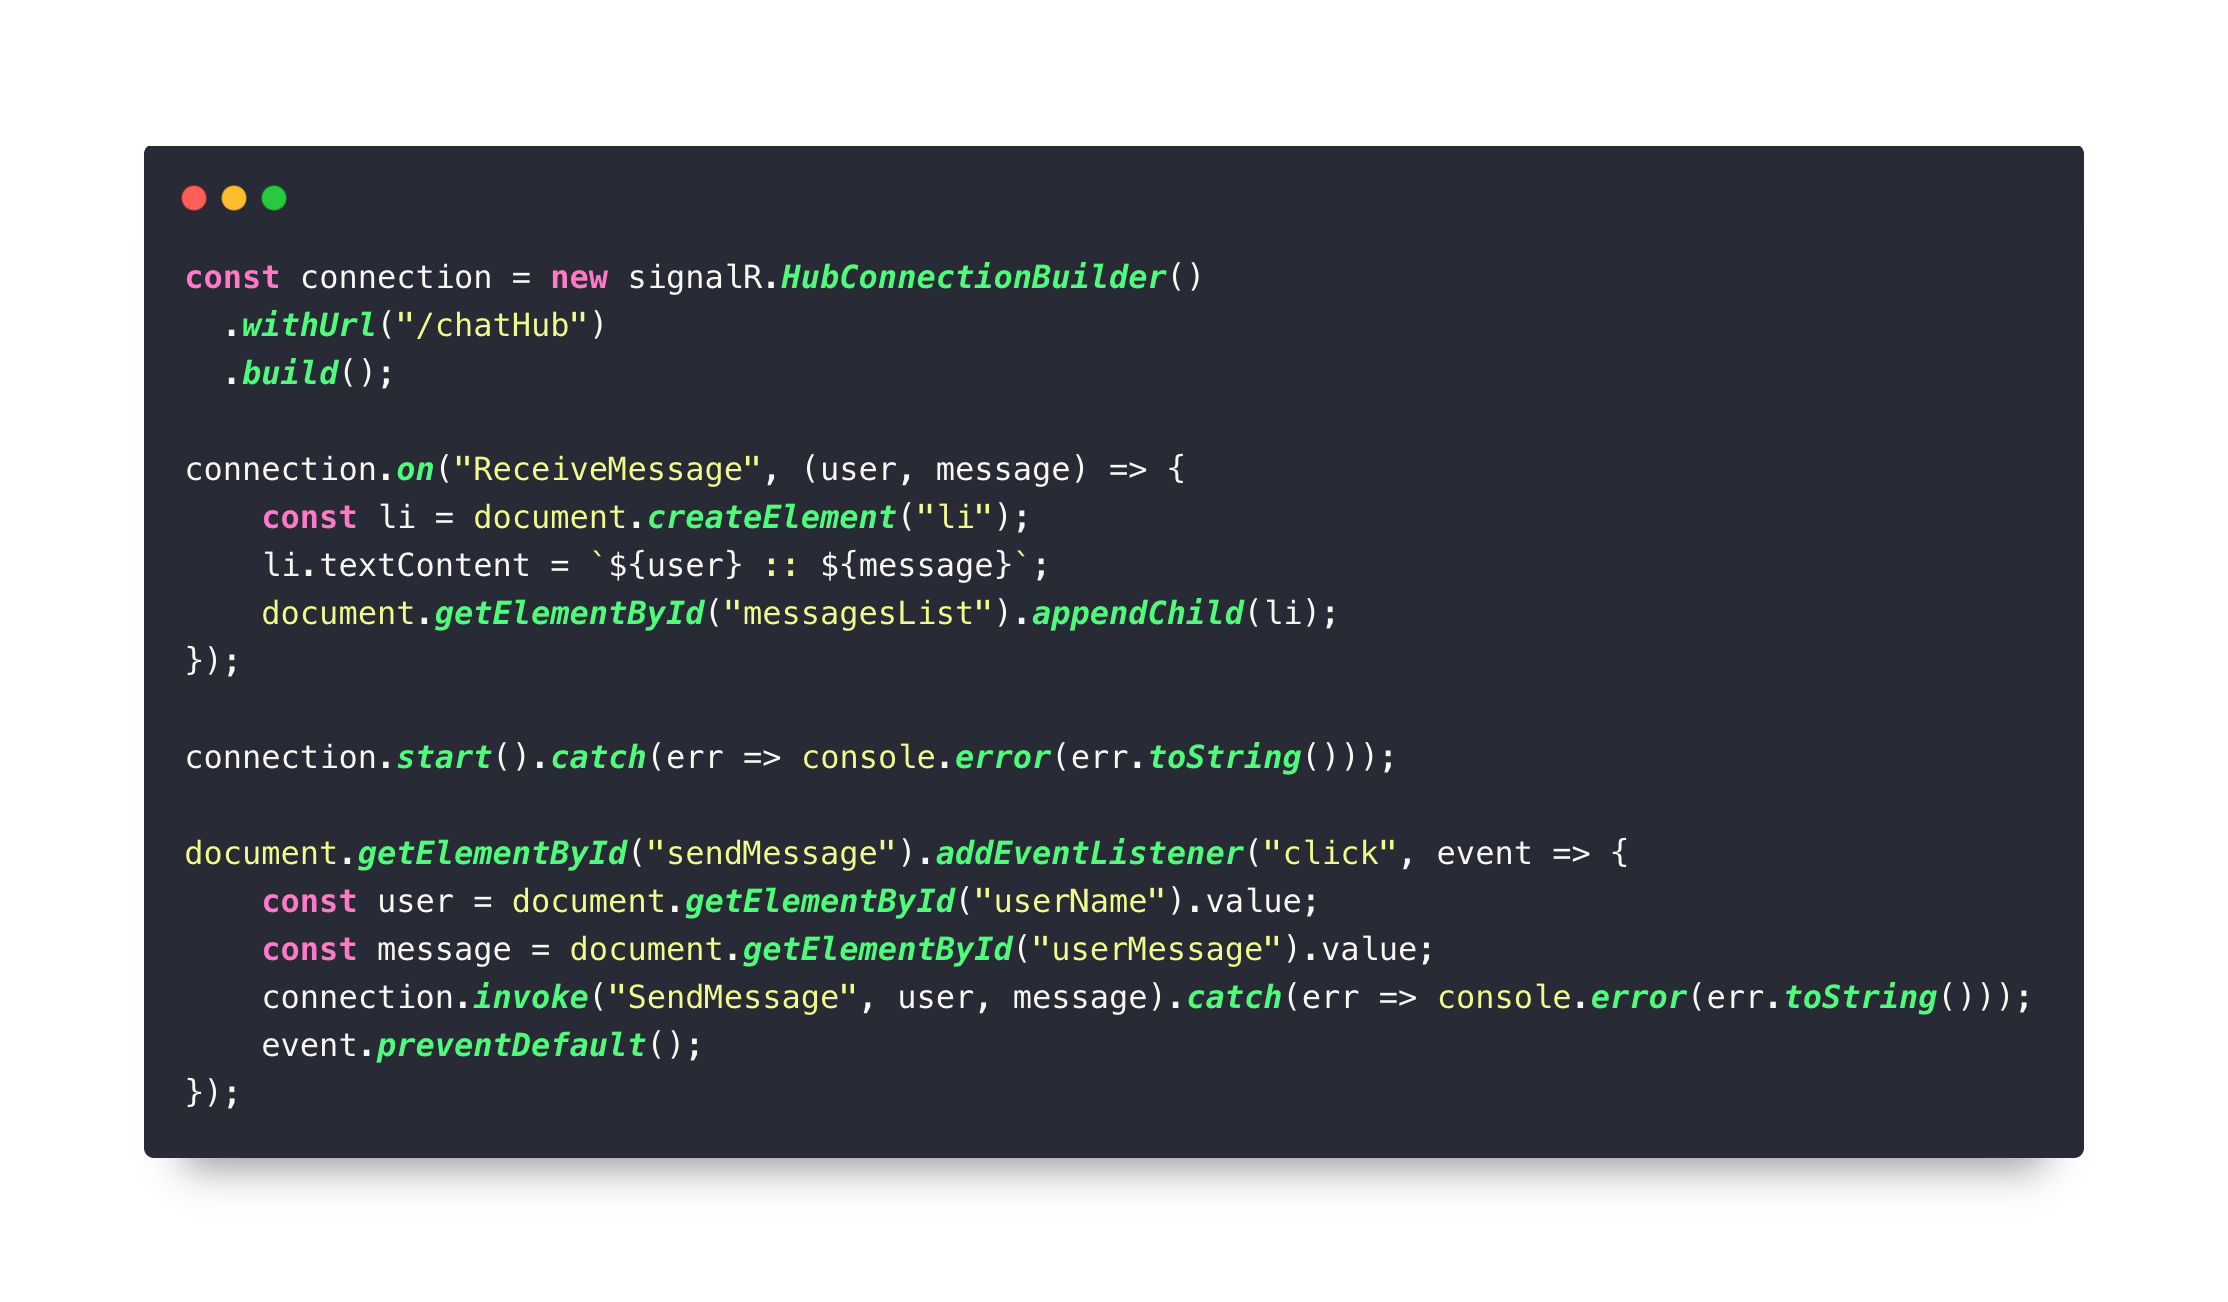 const connection = new signalR.HubConnectionBuilder()
  .withUrl("/chatHub")
  .build();

connection.on("ReceiveMessage", (user, message) => {
    const li = document.createElement("li");
    li.textContent = `${user} :: ${message}`;
    document.getElementById("messagesList").appendChild(li);
});

connection.start().catch(err => console.error(err.toString()));

document.getElementById("sendMessage").addEventListener("click", event => {
    const user = document.getElementById("userName").value;
    const message = document.getElementById("userMessage").value;
    connection.invoke("SendMessage", user, message).catch(err => console.error(err.toString()));
    event.preventDefault();
});